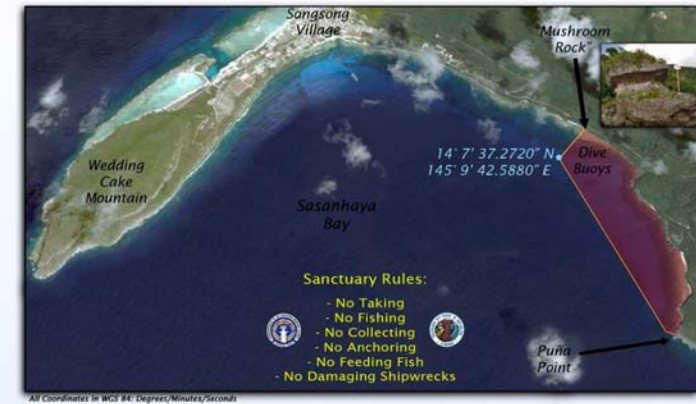 Sangsong
Village
"Mushroom
Rock"
14° 7' 37.2720" N
145° 9' 42.5880" E
Dive
Buoys
Wedding
Cake
Mountain
Sasanhaya
Bay
Sanctuary Rules:
- No Taking
- No Fishing
- No Collecting
- No Anchoring
- No Feeding Fish
- No Damaging Shipwrecks
Puña
Point
All Coordinates in WGS 84: Degrees/Minutes/Seconds